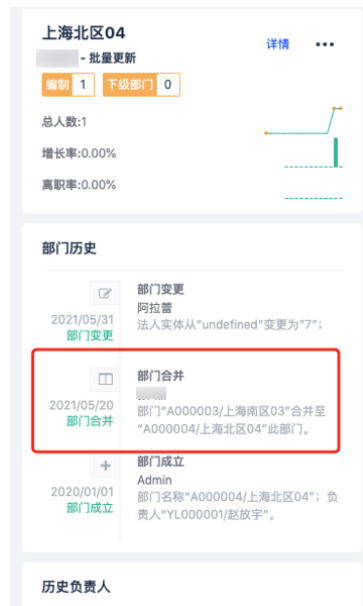 上海北区04
详情
- 批量更新
编制 1 下级部门 0
总人数:1
增长率:0.00%
离职率:0.00%
部门历史
部门变更
阿拉蕾
2021/05/31
部门变更
法人实体从"undefined"变更为"7"；
部门合并
2021/05/20
部门合并
部门"A000003/上海南区03"合并至
"A000004/上海北区04"此部门。
部门成立
Admin
2020/01/01
部门成立
部门名称"A000004/上海北区04"；负
责人"YL000001/赵放宇"。
历史负责人